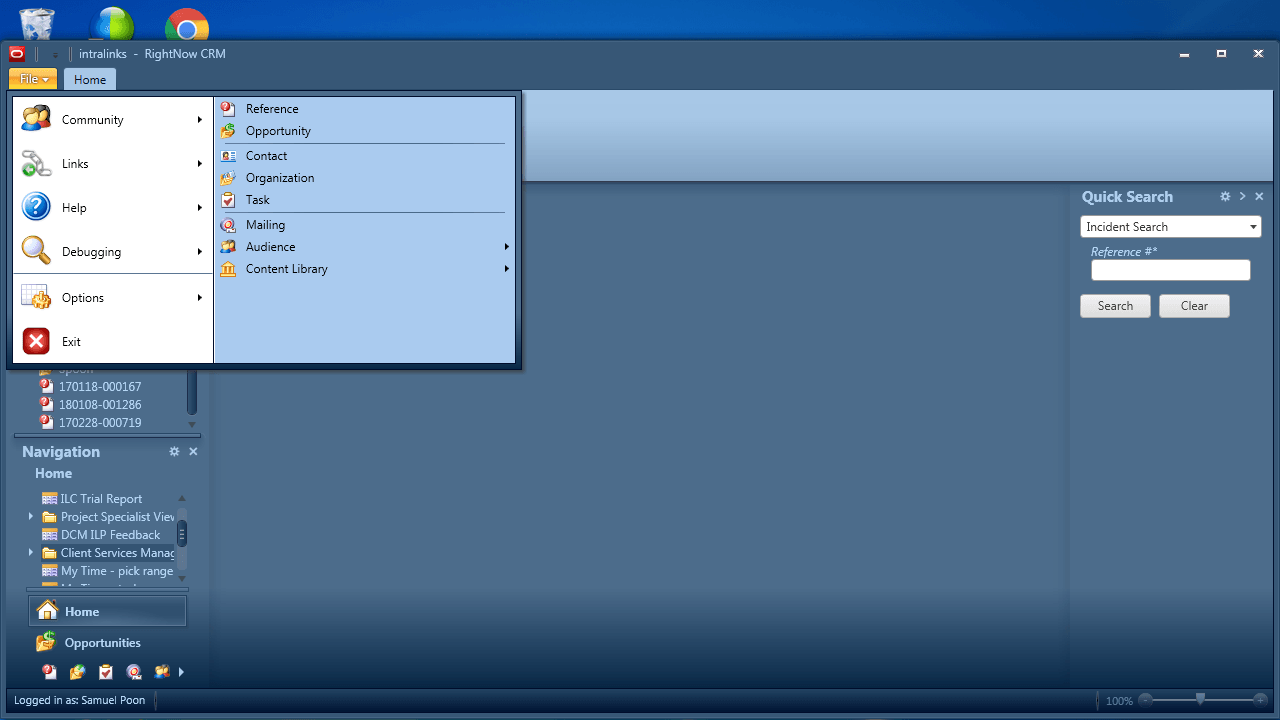 intralinks - RightNow CRM
File
Home
Community
Links
Help
Debugging
Options
Exit
Reference
Opportunity
Contact
Organization
Task
Mailing
Audience
Content Library
Quick Search
Incident Search
Reference #*
Search
Clear
spoon
170118-000167
180108-001286
170228-000719
Navigation
Home
ILC Trial Report
Project Specialist View
DCM ILP Feedback
Client Services Manag
My Time - pick range
Home
Opportunities
Logged in as: Samuel Poon
100%